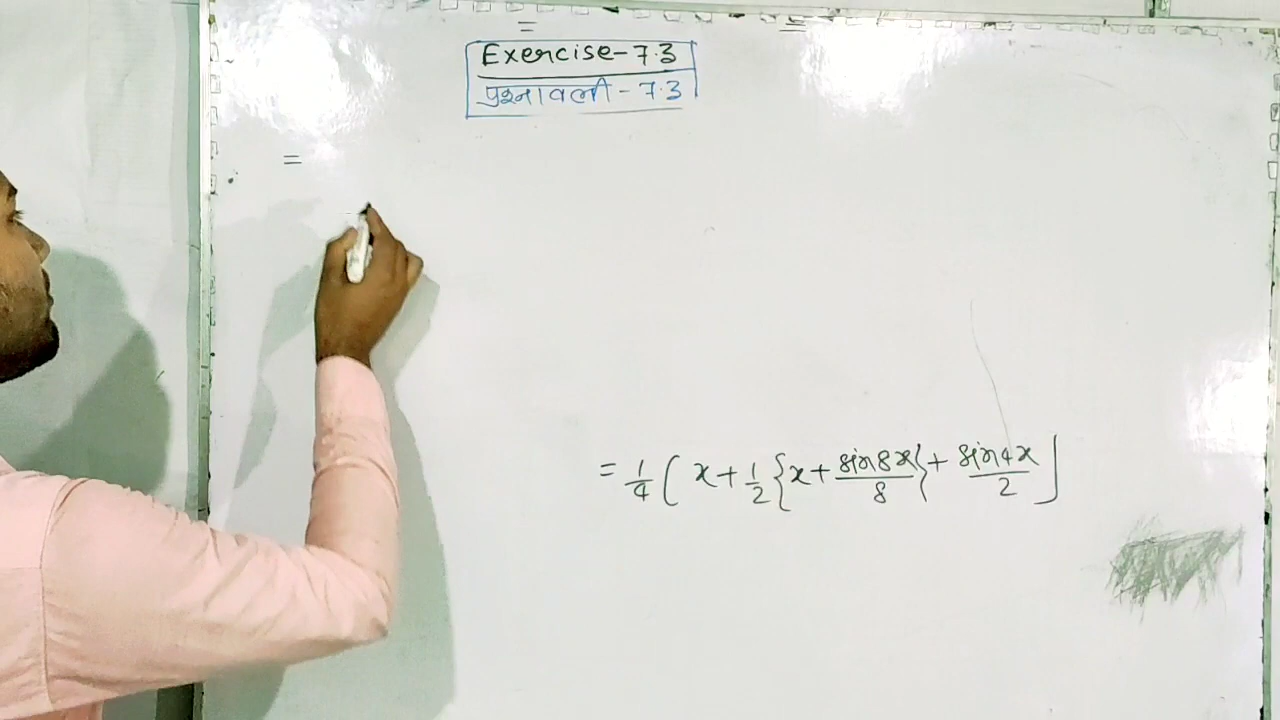 Exercise-7.3
प्रश्नावली-7.3
=
= 1/4 [ x + 1/2 { x + sin8x/8 } + sin4x/2 ]